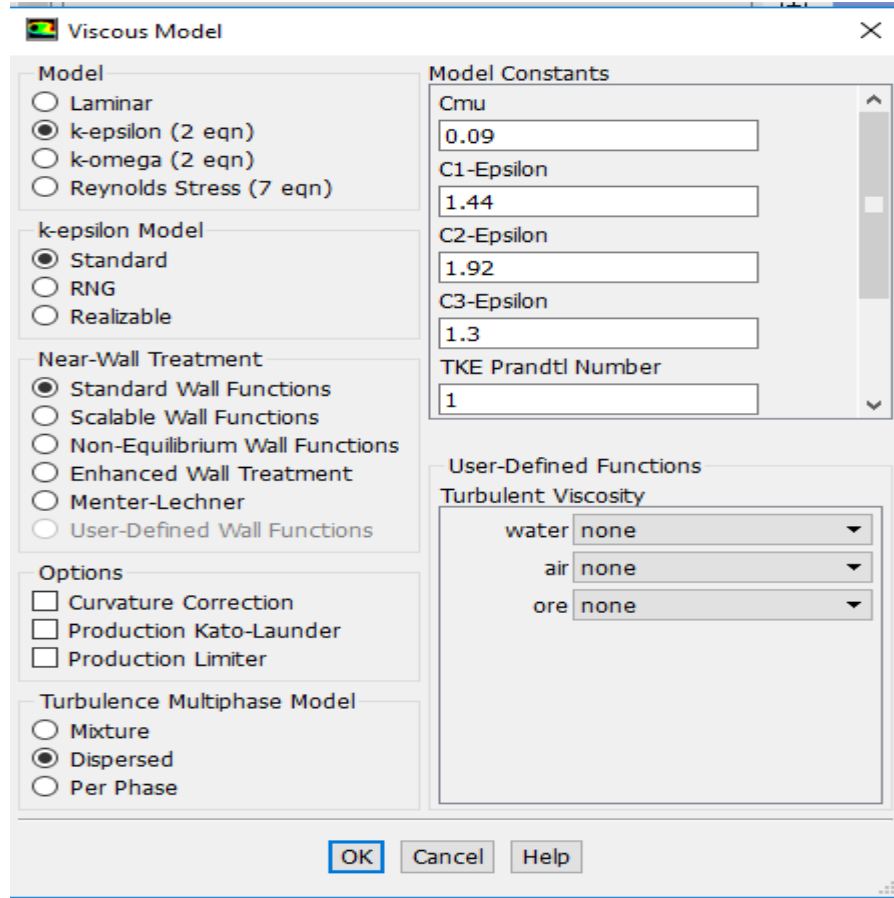 Viscous Model
Model
Laminar
k-epsilon (2 eqn)
k-omega (2 eqn)
Reynolds Stress (7 eqn)
k-epsilon Model
Standard
RNG
Realizable
Near-Wall Treatment
Standard Wall Functions
Scalable Wall Functions
Non-Equilibrium Wall Functions
Enhanced Wall Treatment
Menter-Lechner
User-Defined Wall Functions
Options
Curvature Correction
Production Kato-Launder
Production Limiter
Turbulence Multiphase Model
Mixture
Dispersed
Per Phase
Model Constants
Cmu
0.09
C1-Epsilon
1.44
C2-Epsilon
1.92
C3-Epsilon
1.3
TKE Prandtl Number
1
User-Defined Functions
Turbulent Viscosity
water none
air none
ore none
OK Cancel Help